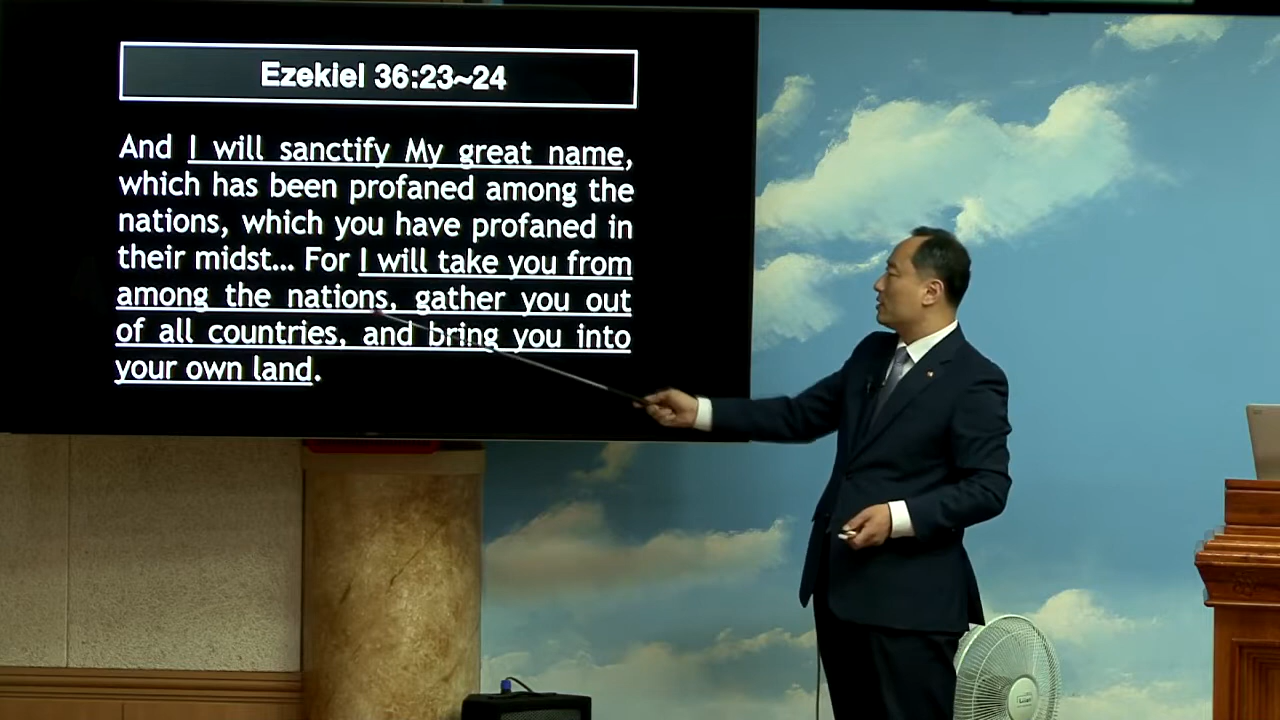 Ezekiel 36:23~24
And I will sanctify My great name,
which has been profaned among the
nations, which you have profaned in
their midst... For I will take you from
among the nations, gather you out
of all countries, and bring you into
your own land.